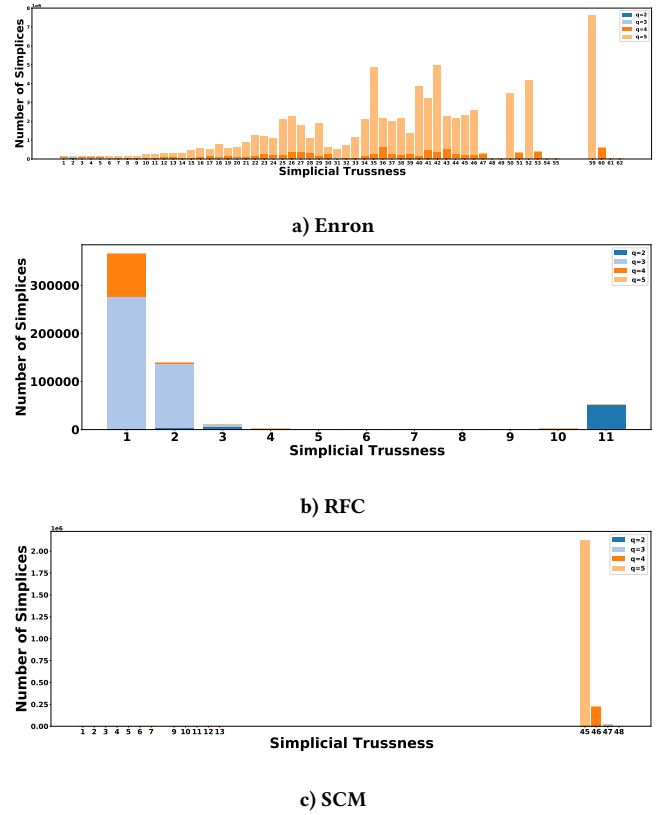 1e6
8
7
6
5
4
3
2
1
0
Number of Simplices
q=2
q=3
q=4
q=5
1 2 3 4 5 6 7 8 9 10 11 12 13 14 15 16 17 18 19 20 21 22 23 24 25 26 27 28 29 30 31 32 33 34 35 36 37 38 39 40 41 42 43 44 45 46 47 48 49 50 51 52 53 54 55 59 60 61 62
Simplicial Trussness
a) Enron
300000
200000
100000
0
Number of Simplices
q=2
q=3
q=4
q=5
1 2 3 4 5 6 7 8 9 10 11
Simplicial Trussness
b) RFC
1e6
2.00
1.75
1.50
1.25
1.00
0.75
0.50
0.25
0.00
Number of Simplices
q=2
q=3
q=4
q=5
1 2 3 4 5 6 7 9 10 11 12 13 45 46 47 48
Simplicial Trussness
c) SCM